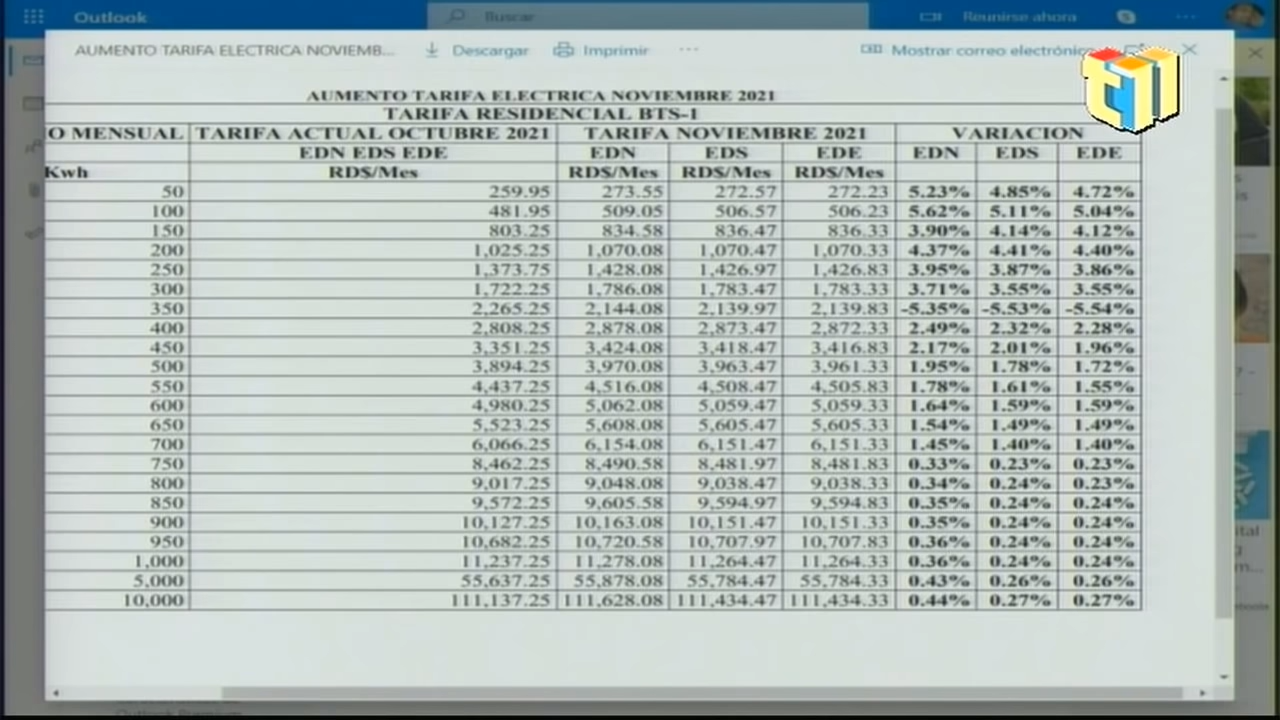 Outlook
Buscar
Reunirse ahora
AUMENTO TARIFA ELECTRICA NOVIEMB...
Descargar
Imprimir
Mostrar correo electrónico
AUMENTO TARIFA ELECTRICA NOVIEMBRE 2021
TARIFA RESIDENCIAL BTS-1
O MENSUAL TARIFA ACTUAL OCTUBRE 2021 TARIFA NOVIEMBRE 2021 VARIACION
EDN EDS EDE EDN EDS EDE EDN EDS EDE
Kwh RD$/Mes RD$/Mes RD$/Mes RD$/Mes
50 259.95 273.55 272.57 272.23 5.23% 4.85% 4.72%
100 481.95 509.05 506.57 506.23 5.62% 5.11% 5.04%
150 803.25 834.58 836.47 836.33 3.90% 4.14% 4.12%
200 1,025.25 1,070.08 1,070.47 1,070.33 4.37% 4.41% 4.40%
250 1,373.75 1,428.08 1,426.97 1,426.83 3.95% 3.87% 3.86%
300 1,722.25 1,786.08 1,783.47 1,783.33 3.71% 3.55% 3.55%
350 2,265.25 2,144.08 2,139.97 2,139.83 -5.35% -5.53% -5.54%
400 2,808.25 2,878.08 2,873.47 2,872.33 2.49% 2.32% 2.28%
450 3,351.25 3,424.08 3,418.47 3,416.83 2.17% 2.01% 1.96%
500 3,894.25 3,970.08 3,963.47 3,961.33 1.95% 1.78% 1.72%
550 4,437.25 4,516.08 4,508.47 4,505.83 1.78% 1.61% 1.55%
600 4,980.25 5,062.08 5,059.47 5,059.33 1.64% 1.59% 1.59%
650 5,523.25 5,608.08 5,605.47 5,605.33 1.54% 1.49% 1.49%
700 6,066.25 6,154.08 6,151.47 6,151.33 1.45% 1.40% 1.40%
750 8,462.25 8,490.58 8,481.97 8,481.83 0.33% 0.23% 0.23%
800 9,017.25 9,048.08 9,038.47 9,038.33 0.34% 0.24% 0.23%
850 9,572.25 9,605.58 9,594.97 9,594.83 0.35% 0.24% 0.24%
900 10,127.25 10,163.08 10,151.47 10,151.33 0.35% 0.24% 0.24%
950 10,682.25 10,720.58 10,707.97 10,707.83 0.36% 0.24% 0.24%
1,000 11,237.25 11,278.08 11,264.47 11,264.33 0.36% 0.24% 0.24%
5,000 55,637.25 55,878.08 55,784.47 55,784.33 0.43% 0.26% 0.26%
10,000 111,137.25 111,628.08 111,434.47 111,434.33 0.44% 0.27% 0.27%
Outlook Premium